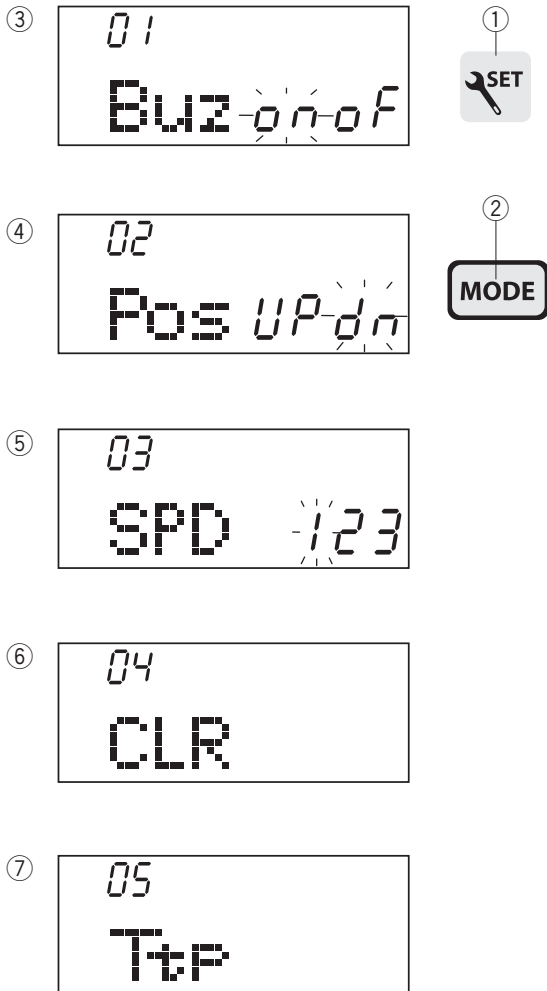 ③
01
Buz on oF
①
SET
④
02
Pos UP dn
②
MODE
⑤
03
SPD 123
⑥
04
CLR
⑦
05
Ttp